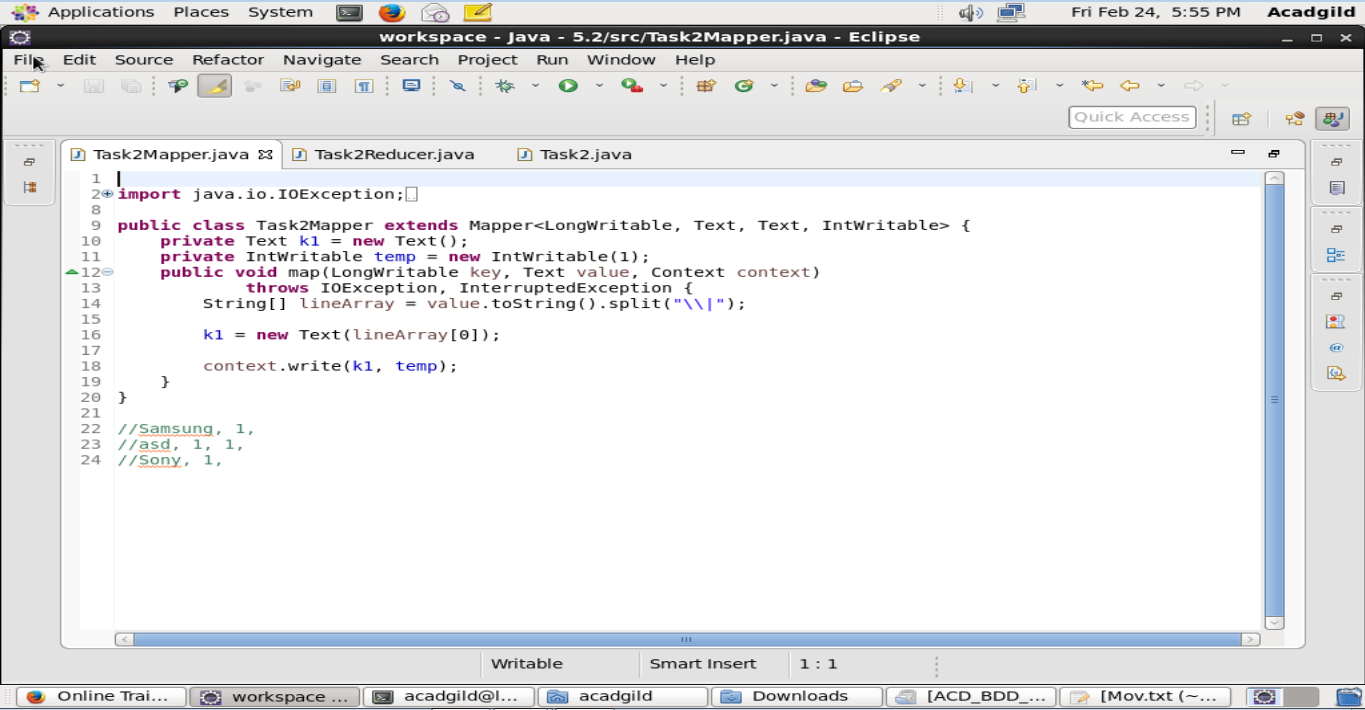 Applications Places System Fri Feb 24, 5:55 PM Acadgild
workspace - Java - 5.2/src/Task2Mapper.java - Eclipse
File Edit Source Refactor Navigate Search Project Run Window Help
Quick Access
Task2Mapper.java Task2Reducer.java Task2.java
1
2 import java.io.IOException;
8
9 public class Task2Mapper extends Mapper<LongWritable, Text, Text, IntWritable> {
10 private Text k1 = new Text();
11 private IntWritable temp = new IntWritable(1);
12 public void map(LongWritable key, Text value, Context context)
13 throws IOException, InterruptedException {
14 String[] lineArray = value.toString().split("\\|");
15
16 k1 = new Text(lineArray[0]);
17
18 context.write(k1, temp);
19 }
20 }
21
22 //Samsung, 1,
23 //asd, 1, 1,
24 //Sony, 1,
Writable Smart Insert 1 : 1
Online Trai... workspace ... acadgild@l... acadgild Downloads [ACD_BDD_... [Mov.txt (~...